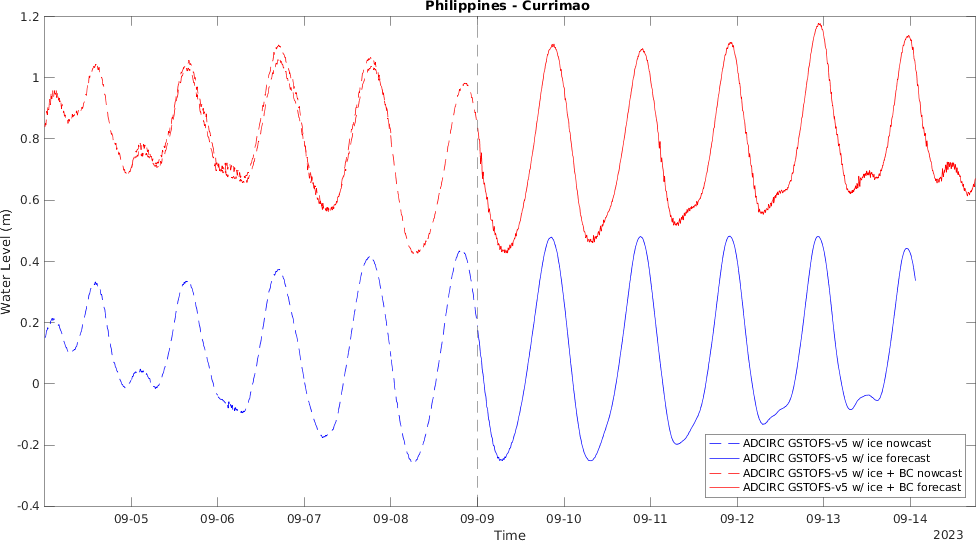 Philippines - Currimao
1.2
1
0.8
0.6
0.4
0.2
0
-0.2
-0.4
Water Level (m)
09-05 09-06 09-07 09-08 09-09 09-10 09-11 09-12 09-13 09-14
Time
2023
ADCIRC GSTOFS-v5 w/ ice nowcast
ADCIRC GSTOFS-v5 w/ ice forecast
ADCIRC GSTOFS-v5 w/ ice + BC nowcast
ADCIRC GSTOFS-v5 w/ ice + BC forecast